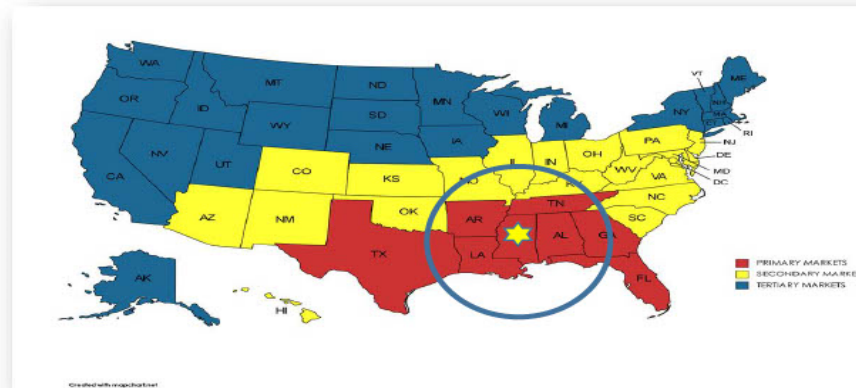 WA
OR
ID
MT
ND
SD
WY
NE
MN
IA
WI
MI
NV
UT
CA
CO
KS
AZ
NM
OK
TX
MO
IL
IN
OH
KY
WV
VA
PA
NC
SC
TN
AR
LA
AL
GA
FL
VT
ME
NH
MA
CT
RI
NY
NJ
DE
MD
DC
AK
HI
PRIMARY MARKETS
SECONDARY MARKE
TERTIARY MARKETS
Created with mapchart.net